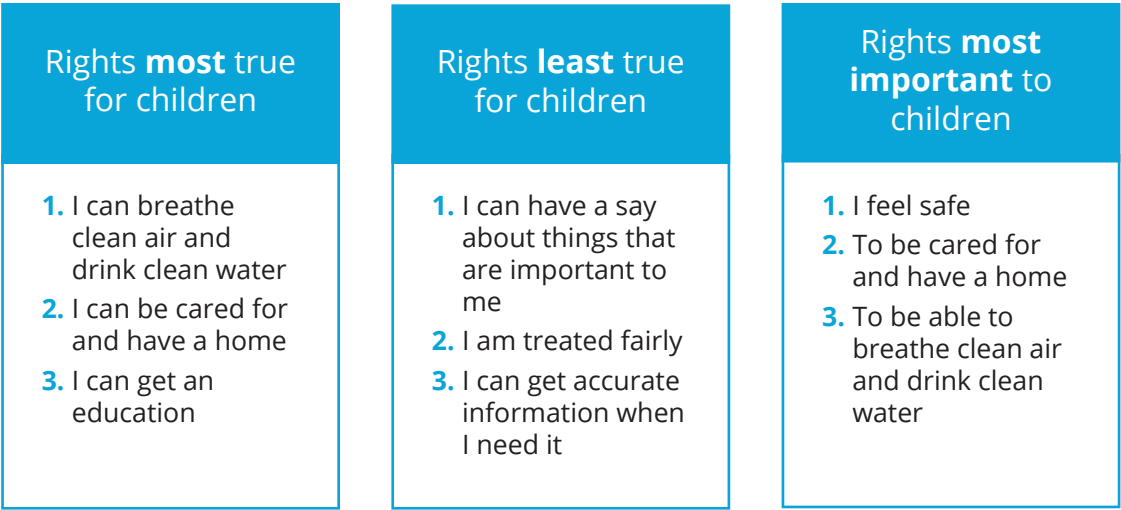 Rights most true
for children
1. I can breathe
clean air and
drink clean water
2. I can be cared for
and have a home
3. I can get an
education
Rights least true
for children
1. I can have a say
about things that
are important to
me
2. I am treated fairly
3. I can get accurate
information when
I need it
Rights most
important to
children
1. I feel safe
2. To be cared for
and have a home
3. To be able to
breathe clean air
and drink clean
water